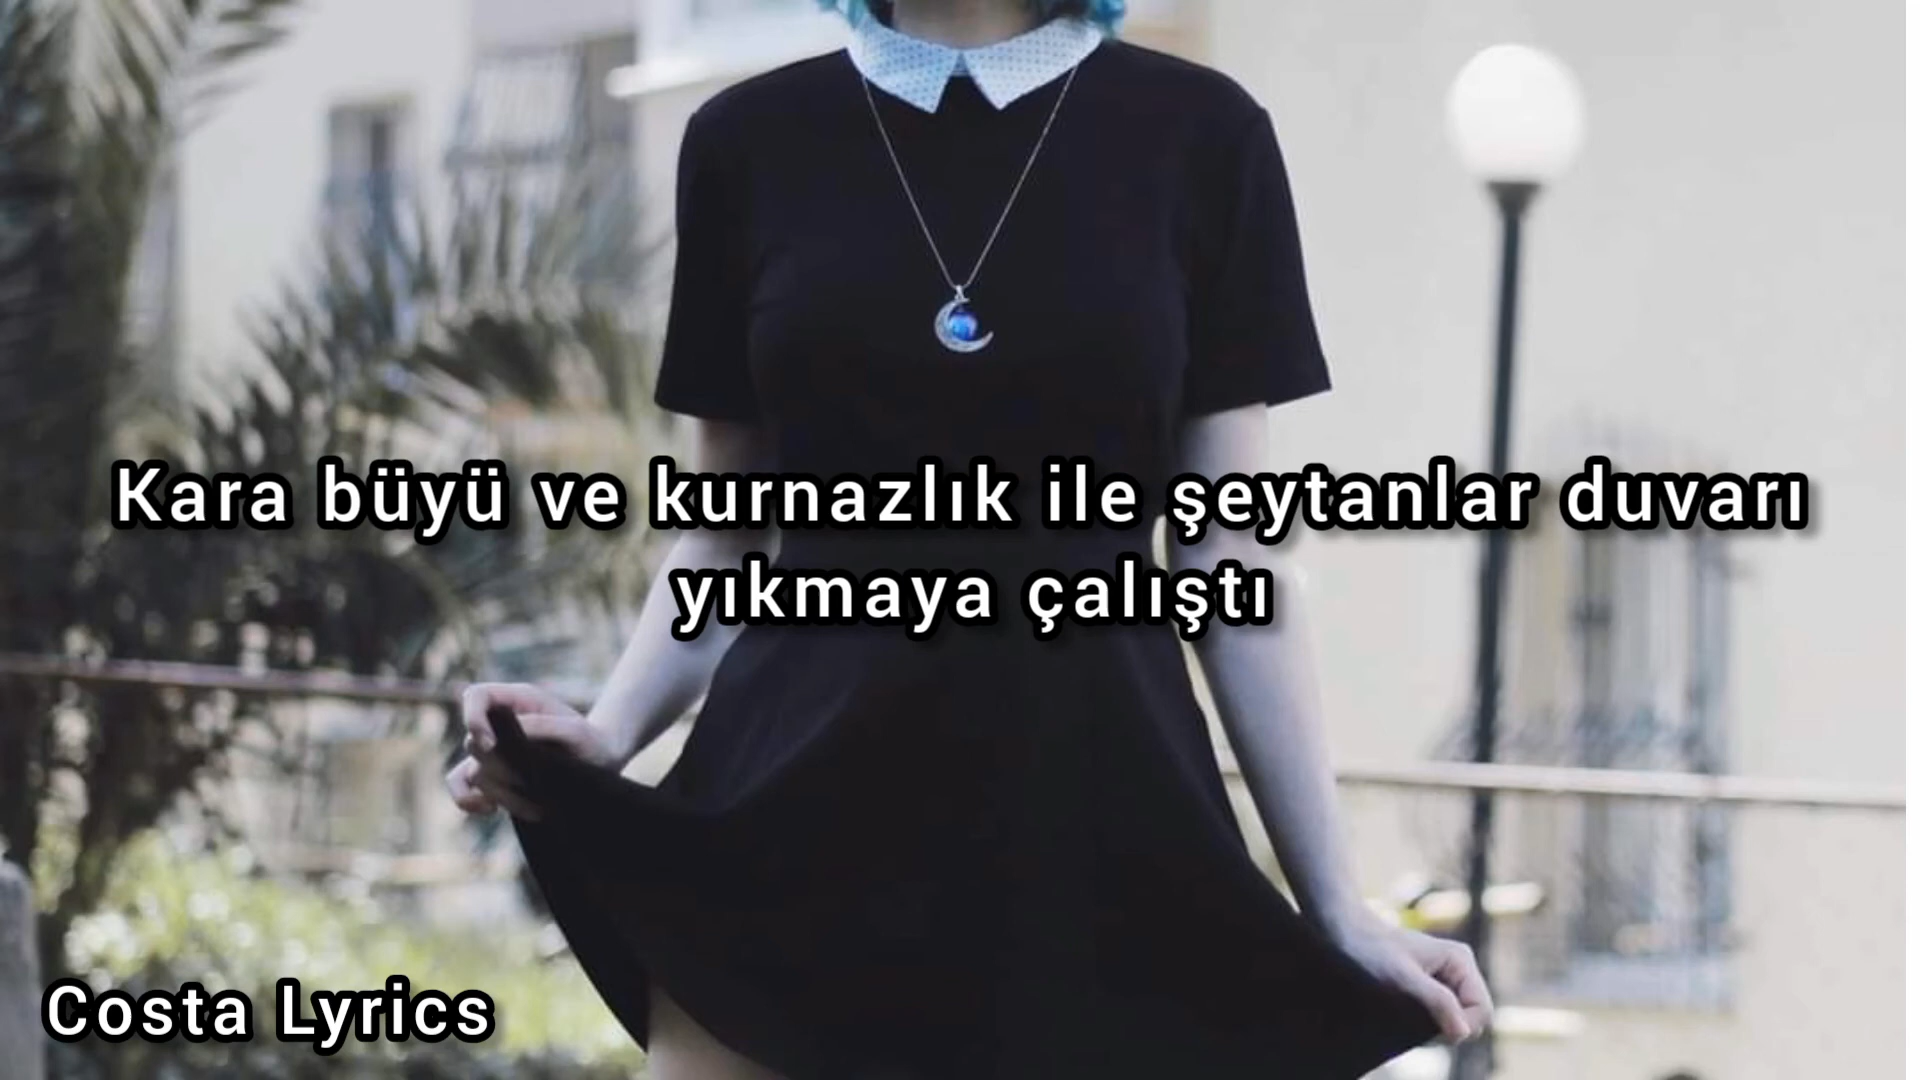 Kara büyü ve kurnazlık ile şeytanlar duvarı
yıkmaya çalıştı
Costa Lyrics